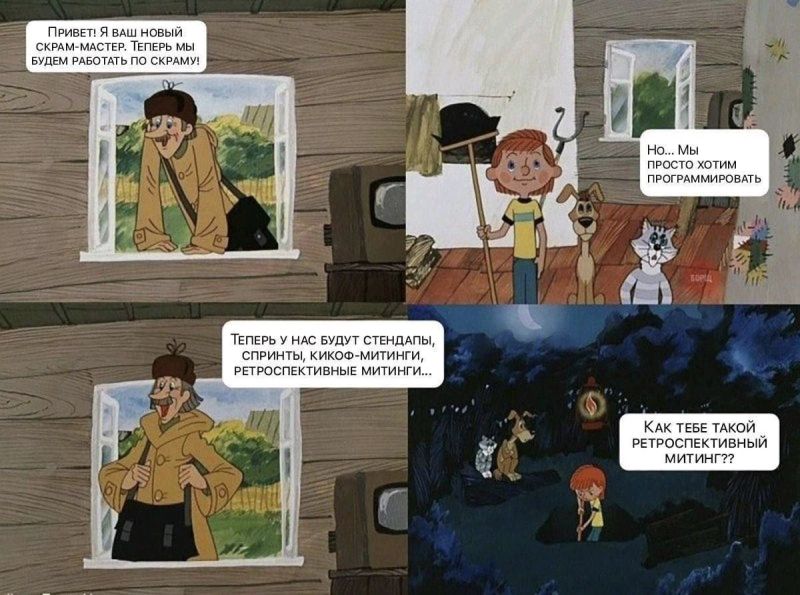 Привет! Я ваш новый
скрам-мастер. Теперь мы
будем работать по скраму!
Но... Мы
просто хотим
программировать
БОРЩ
Теперь у нас будут стендапы,
спринты, кикоф-митинги,
ретроспективные митинги...
Как тебе такой
ретроспективный
митинг??